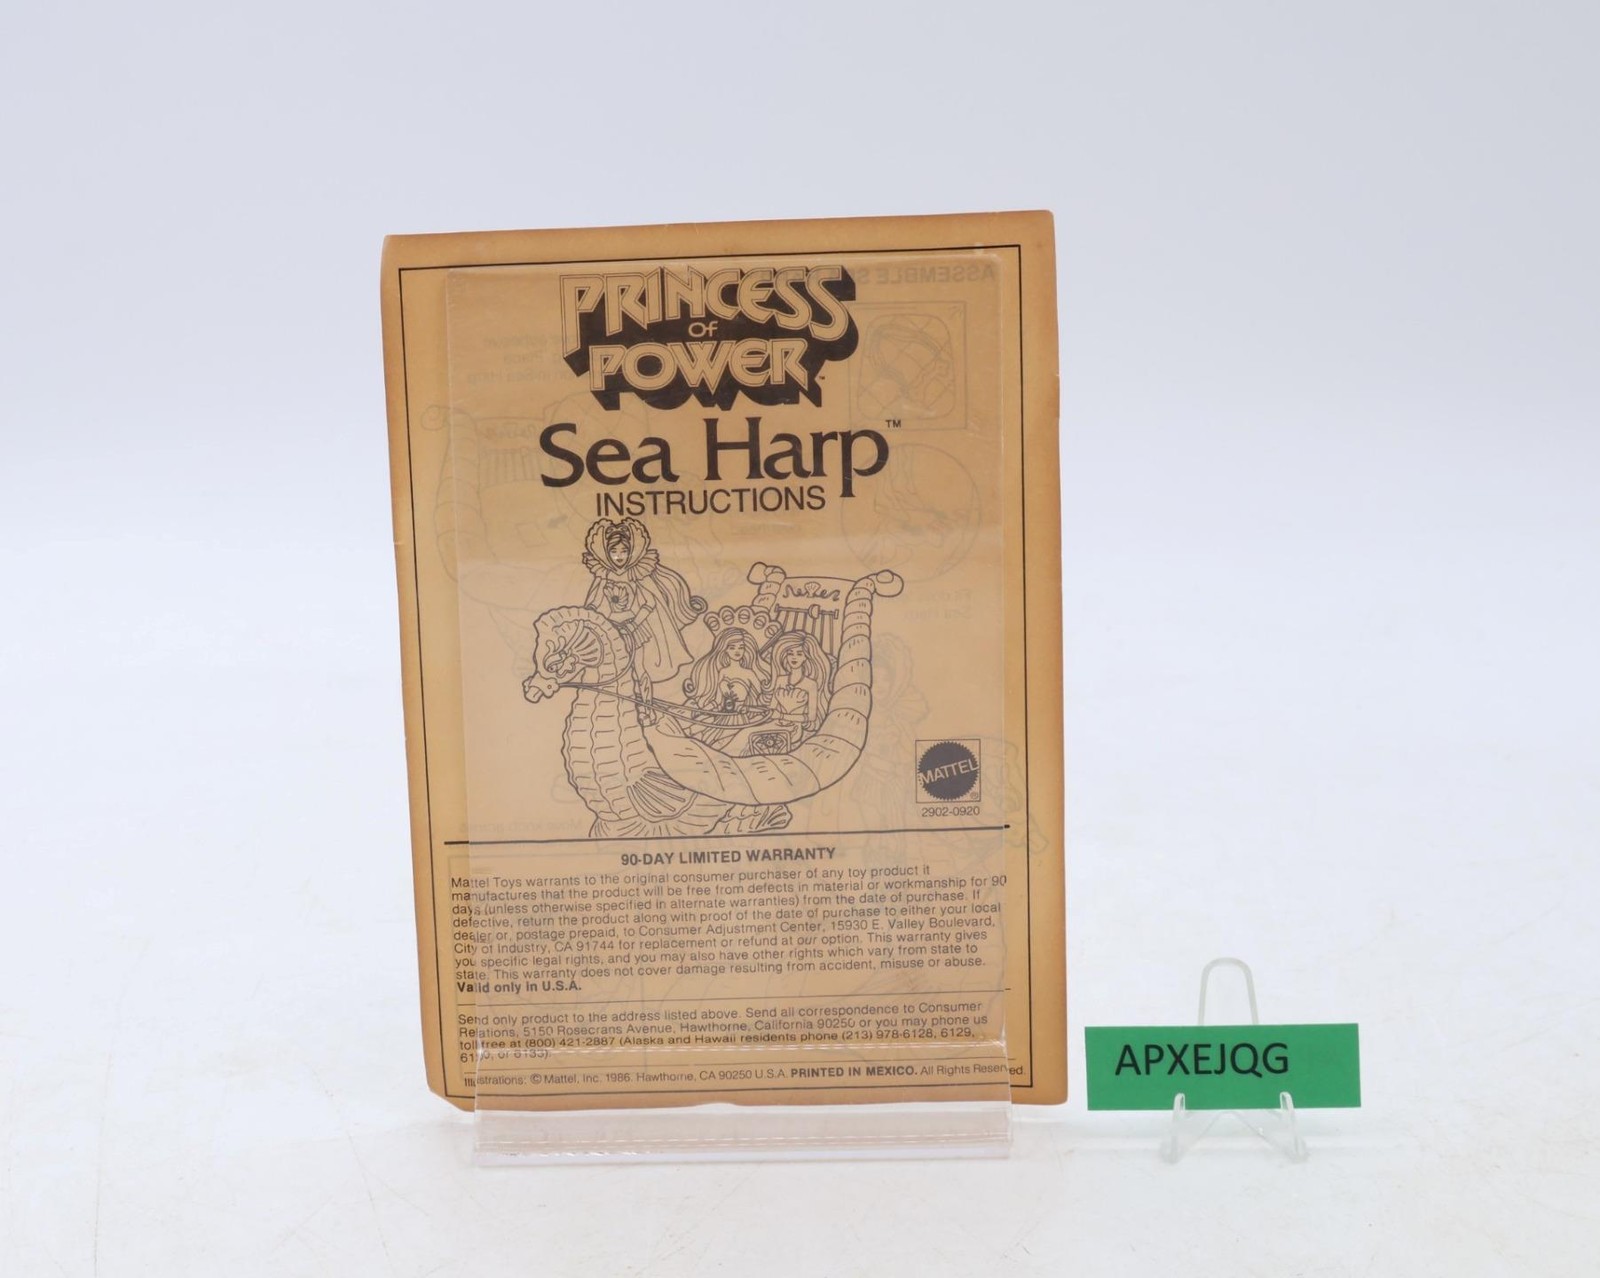 PRINCESS
OF
POWER™
Sea Harp™
INSTRUCTIONS
MATTEL®
2902-0920
90-DAY LIMITED WARRANTY
Mattel Toys warrants to the original consumer purchaser of any toy product it
manufactures that the product will be free from defects in material or workmanship for 90
days (unless otherwise specified in alternate warranties) from the date of purchase. If
defective, return the product along with proof of the date of purchase to either your local
dealer or, postage prepaid, to Consumer Adjustment Center, 15930 E. Valley Boulevard,
City of Industry, CA 91744 for replacement or refund at our option. This warranty gives
you specific legal rights, and you may also have other rights which vary from state to
state. This warranty does not cover damage resulting from accident, misuse or abuse.
Valid only in U.S.A.
Send only product to the address listed above. Send all correspondence to Consumer
Relations, 5150 Rosecrans Avenue, Hawthorne, California 90250 or you may phone us
toll free at (800) 421-2887 (Alaska and Hawaii residents phone (213) 978-6128, 6129,
or 6133).
Illustrations: © Mattel, Inc. 1986. Hawthorne, CA 90250 U.S.A. PRINTED IN MEXICO. All Rights Reserved.
APXEJQG